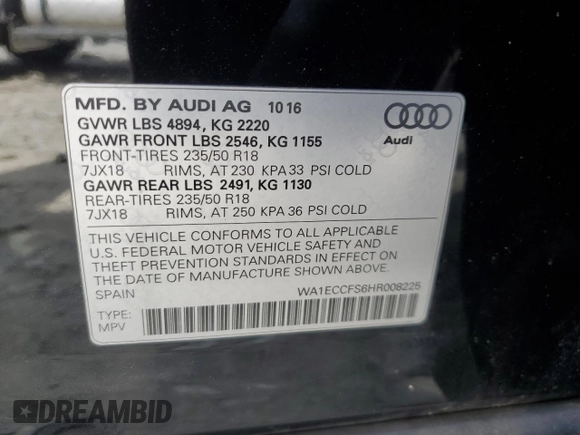 MFD. BY AUDI AG 10 16
GVWR LBS 4894, KG 2220
GAWR FRONT LBS 2546, KG 1155
FRONT-TIRES 235/50 R18
7JX18 RIMS, AT 230 KPA 33 PSI COLD
GAWR REAR LBS 2491, KG 1130
REAR-TIRES 235/50 R18
7JX18 RIMS, AT 250 KPA 36 PSI COLD
Audi
THIS VEHICLE CONFORMS TO ALL APPLICABLE
U.S. FEDERAL MOTOR VEHICLE SAFETY AND
THEFT PREVENTION STANDARDS IN EFFECT ON
THE DATE OF MANUFACTURE SHOWN ABOVE.
SPAIN WA1ECCFS6HR008225
TYPE:
MPV
DREAMBID